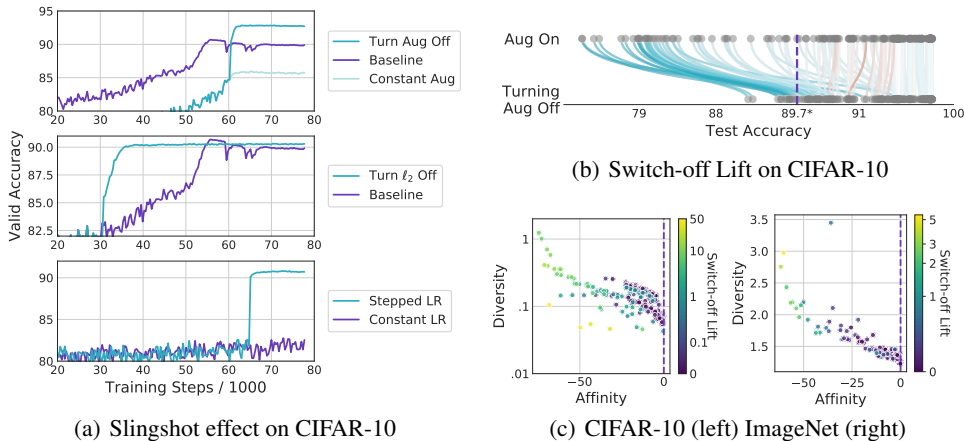 95
90
85
80
20
30
40
50
60
70
80
Turn Aug Off
Baseline
Constant Aug
Valid Accuracy
90.0
87.5
85.0
82.5
20
30
40
50
60
70
80
Turn ℓ2 Off
Baseline
90
85
80
20
30
40
50
60
70
80
Training Steps / 1000
Stepped LR
Constant LR
(a) Slingshot effect on CIFAR-10
Aug On
Turning
Aug Off
79
88
89.7*
91
100
Test Accuracy
(b) Switch-off Lift on CIFAR-10
Diversity
1
.1
.01
−50
0
Affinity
50
10
1
0.1
0
Switch-off Lift
Diversity
3.5
3.0
2.5
2.0
1.5
−50
−25
0
Affinity
5
3
2
1
0
Switch-off Lift
(c) CIFAR-10 (left) ImageNet (right)